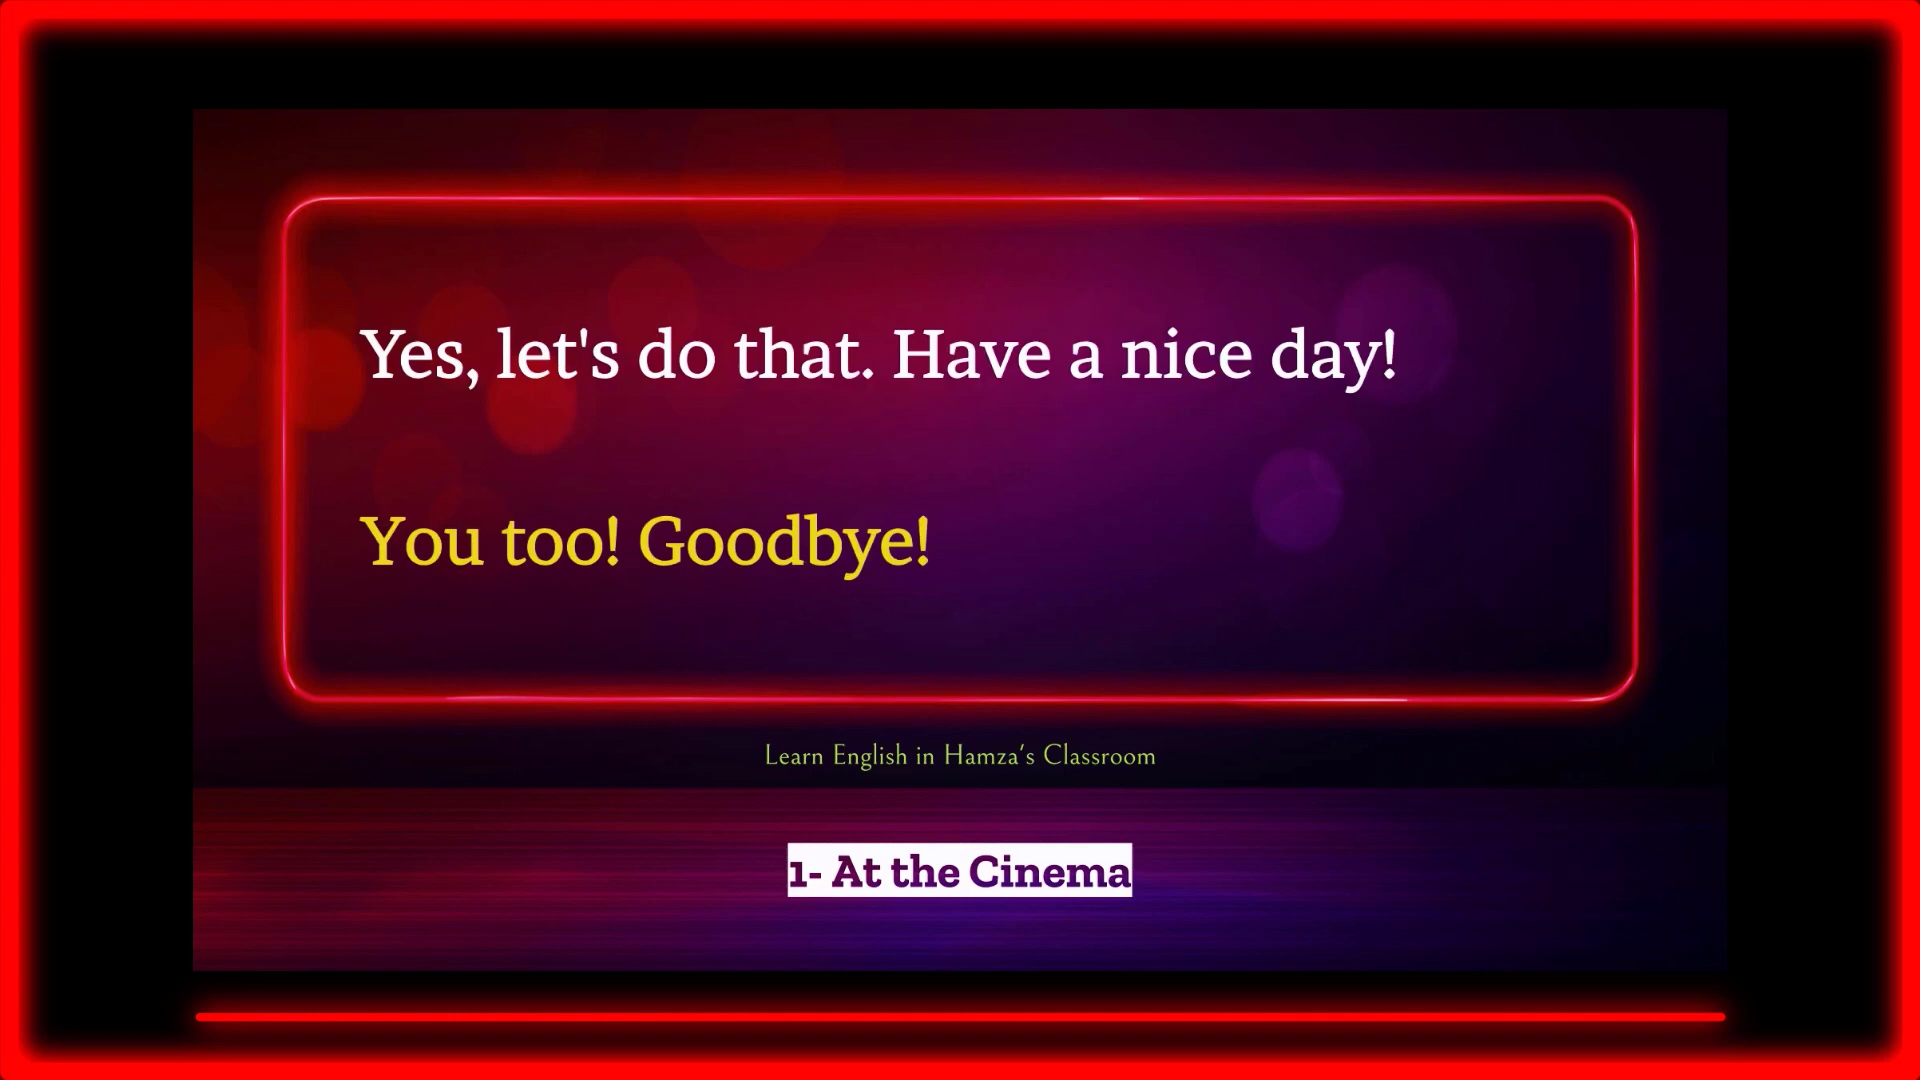 Yes, let's do that. Have a nice day!
You too! Goodbye!
Learn English in Hamza's Classroom
1- At the Cinema